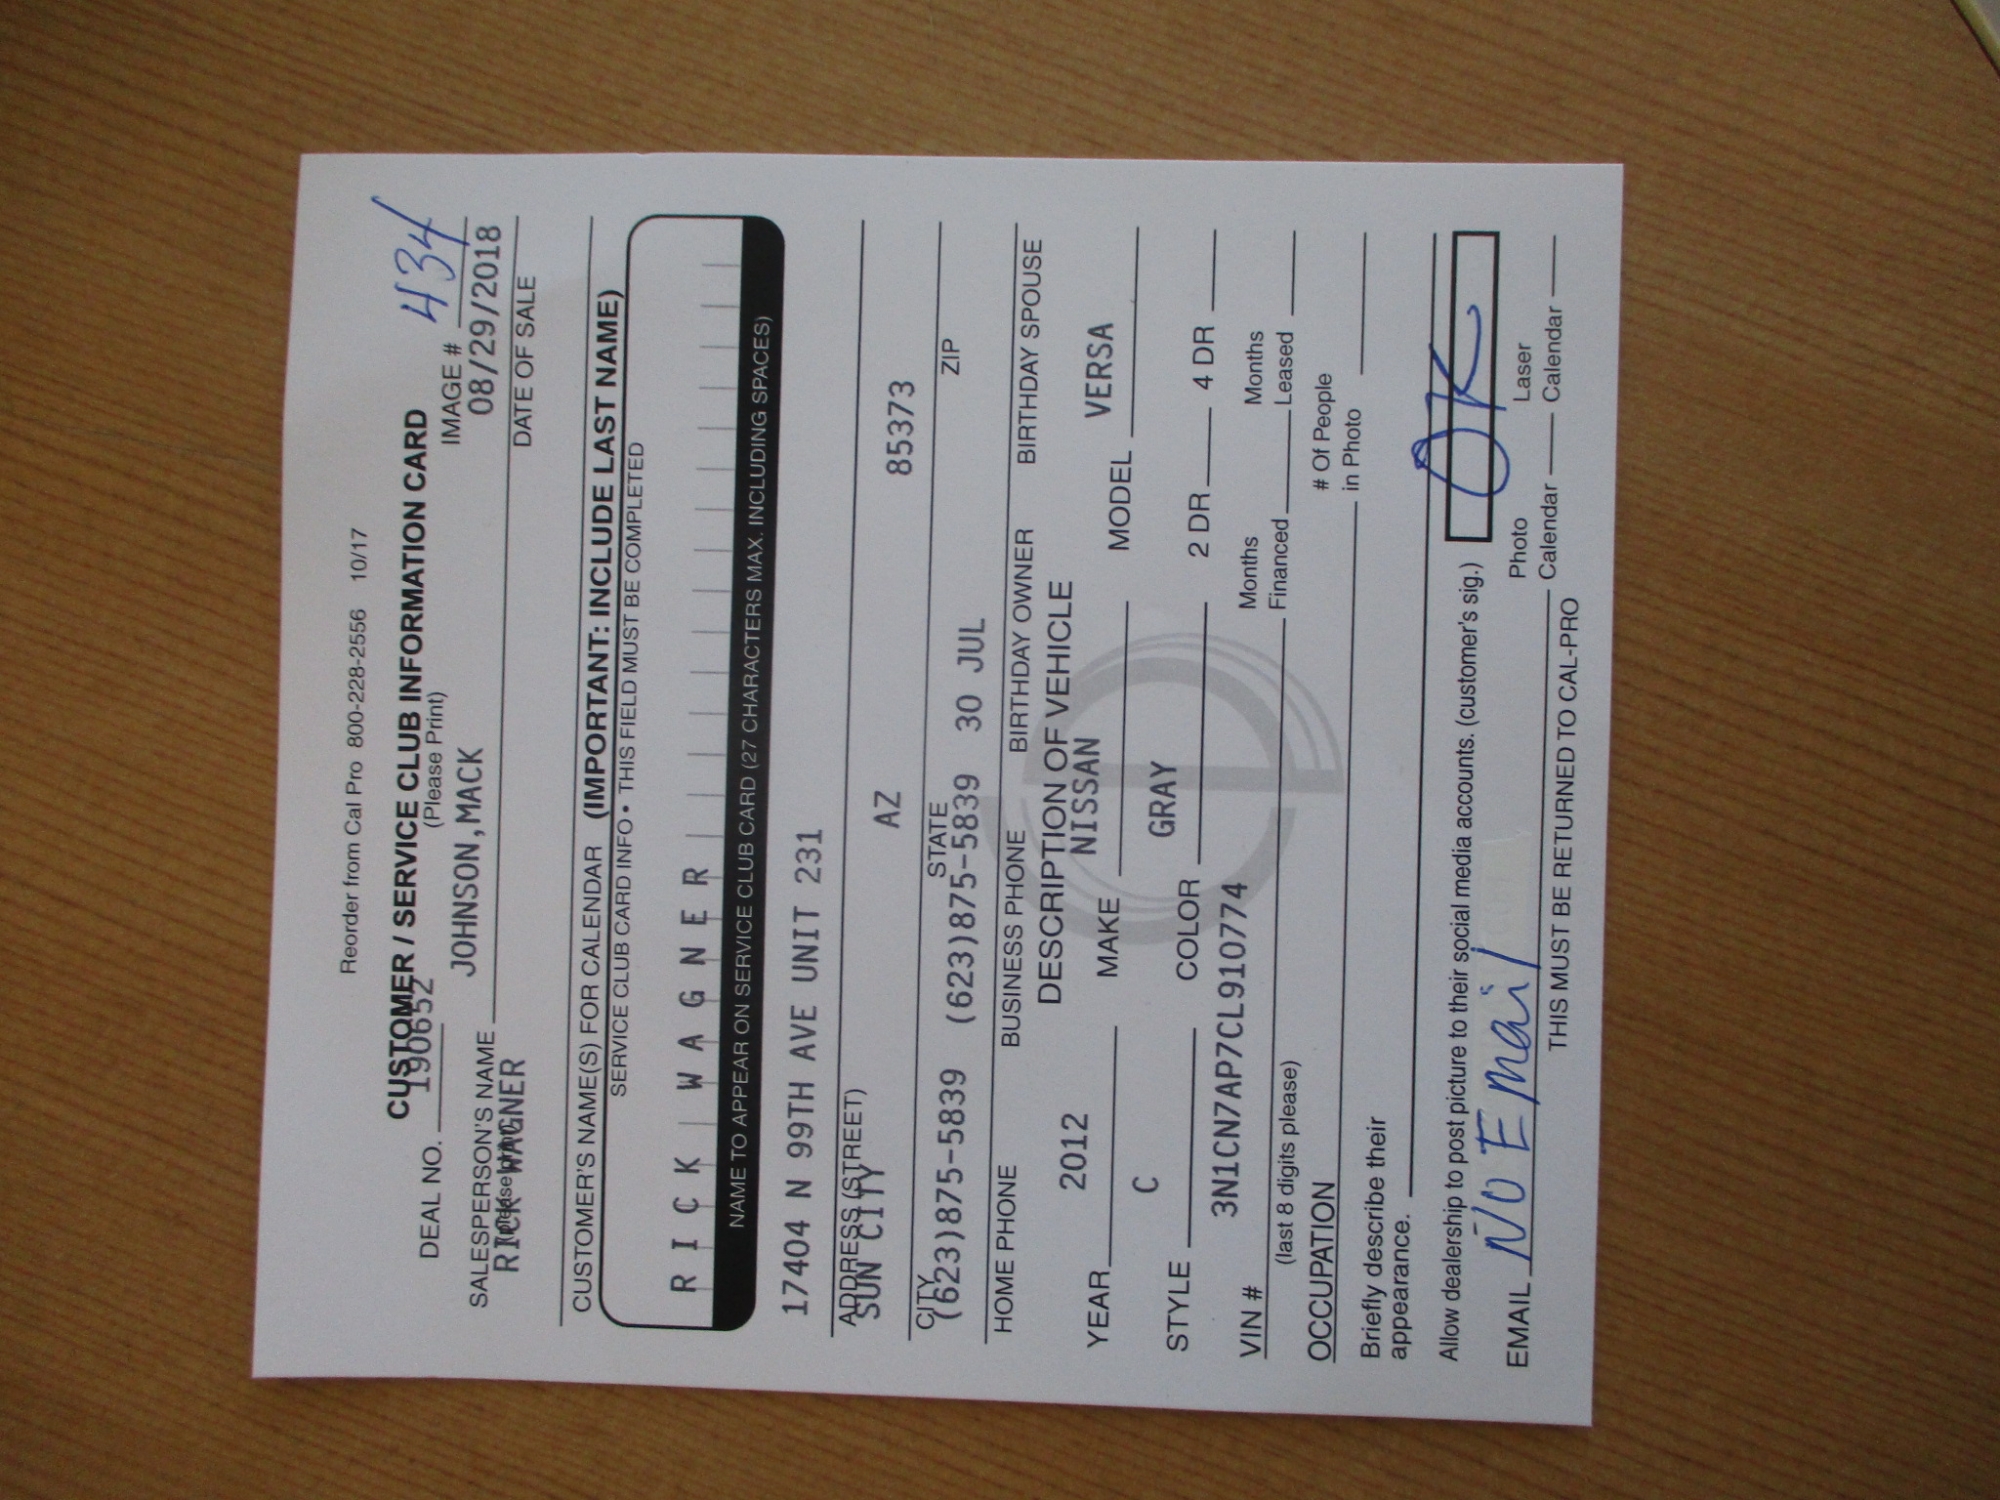 Reorder from Cal Pro 800-228-2556 10/17
CUSTOMER / SERVICE CLUB INFORMATION CARD
(Please Print)
DEAL NO. 190652 IMAGE # 434
JOHNSON,MACK 08/29/2018
SALESPERSON'S NAME DATE OF SALE
(please print)
RICK WAGNER
CUSTOMER'S NAME(S) FOR CALENDAR (IMPORTANT: INCLUDE LAST NAME)
SERVICE CLUB CARD INFO • THIS FIELD MUST BE COMPLETED
RICK WAGNER
NAME TO APPEAR ON SERVICE CLUB CARD (27 CHARACTERS MAX. INCLUDING SPACES)
17404 N 99TH AVE UNIT 231
ADDRESS (STREET)
SUN CITY AZ 85373
CITY STATE ZIP
(623)875-5839 (623)875-5839 30 JUL
HOME PHONE BUSINESS PHONE BIRTHDAY OWNER BIRTHDAY SPOUSE
DESCRIPTION OF VEHICLE
YEAR 2012 MAKE NISSAN MODEL VERSA
STYLE C COLOR GRAY 2 DR 4 DR
VIN # 3N1CN7AP7CL910774 Months Financed Months Leased
(last 8 digits please)
OCCUPATION # Of People in Photo
Briefly describe their
appearance.
Allow dealership to post picture to their social media accounts. (customer's sig.) OK
EMAIL NO Email Photo Calendar Laser Calendar
THIS MUST BE RETURNED TO CAL-PRO